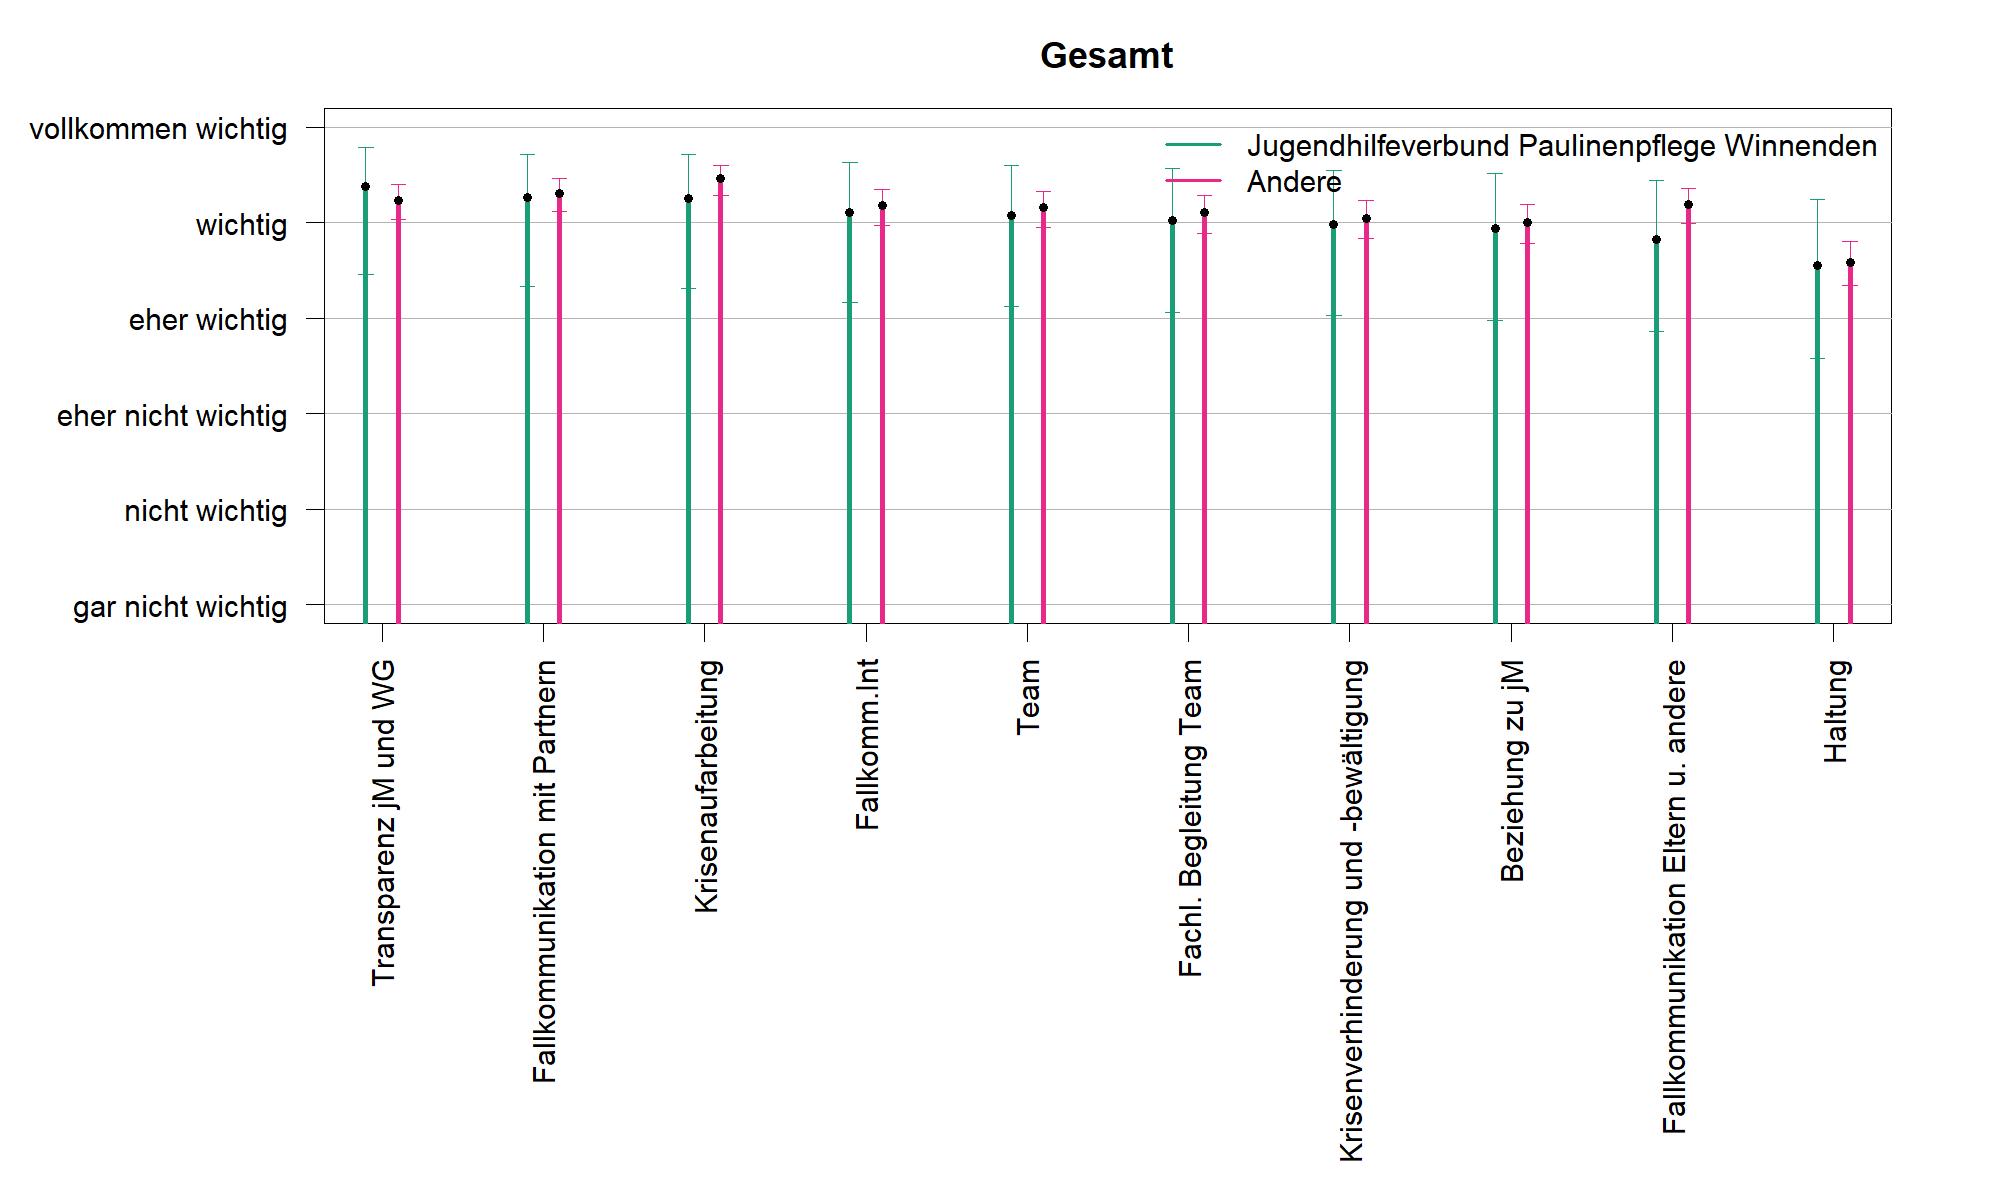 Gesamt
vollkommen wichtig
wichtig
eher wichtig
eher nicht wichtig
nicht wichtig
gar nicht wichtig
Jugendhilfeverbund Paulinenpflege Winnenden
Andere
Transparenz jM und WG
Fallkommunikation mit Partnern
Krisenaufarbeitung
Fallkomm.Int
Team
Fachl. Begleitung Team
Krisenverhinderung und -bewältigung
Beziehung zu jM
Fallkommunikation Eltern u. andere
Haltung